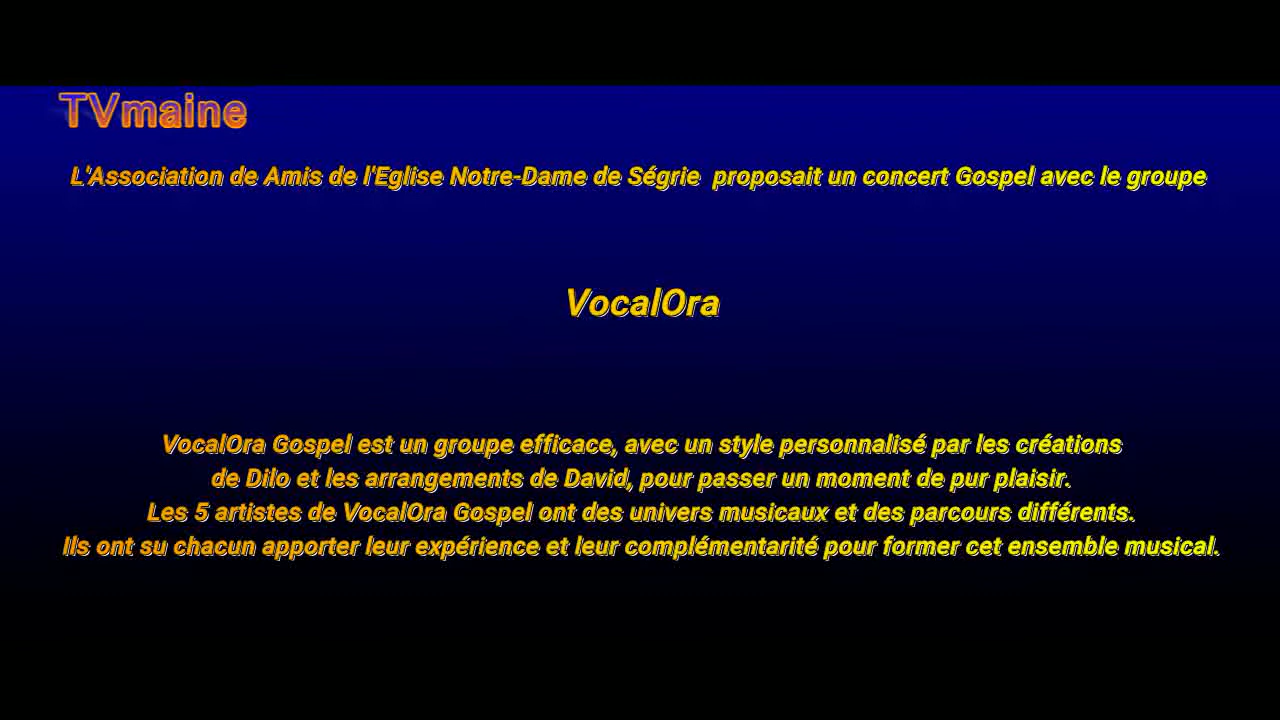 TVmaine
L'Association de Amis de l'Eglise Notre-Dame de Ségrie proposait un concert Gospel avec le groupe
VocalOra
VocalOra Gospel est un groupe efficace, avec un style personnalisé par les créations
de Dilo et les arrangements de David, pour passer un moment de pur plaisir.
Les 5 artistes de VocalOra Gospel ont des univers musicaux et des parcours différents.
Ils ont su chacun apporter leur expérience et leur complémentarité pour former cet ensemble musical.